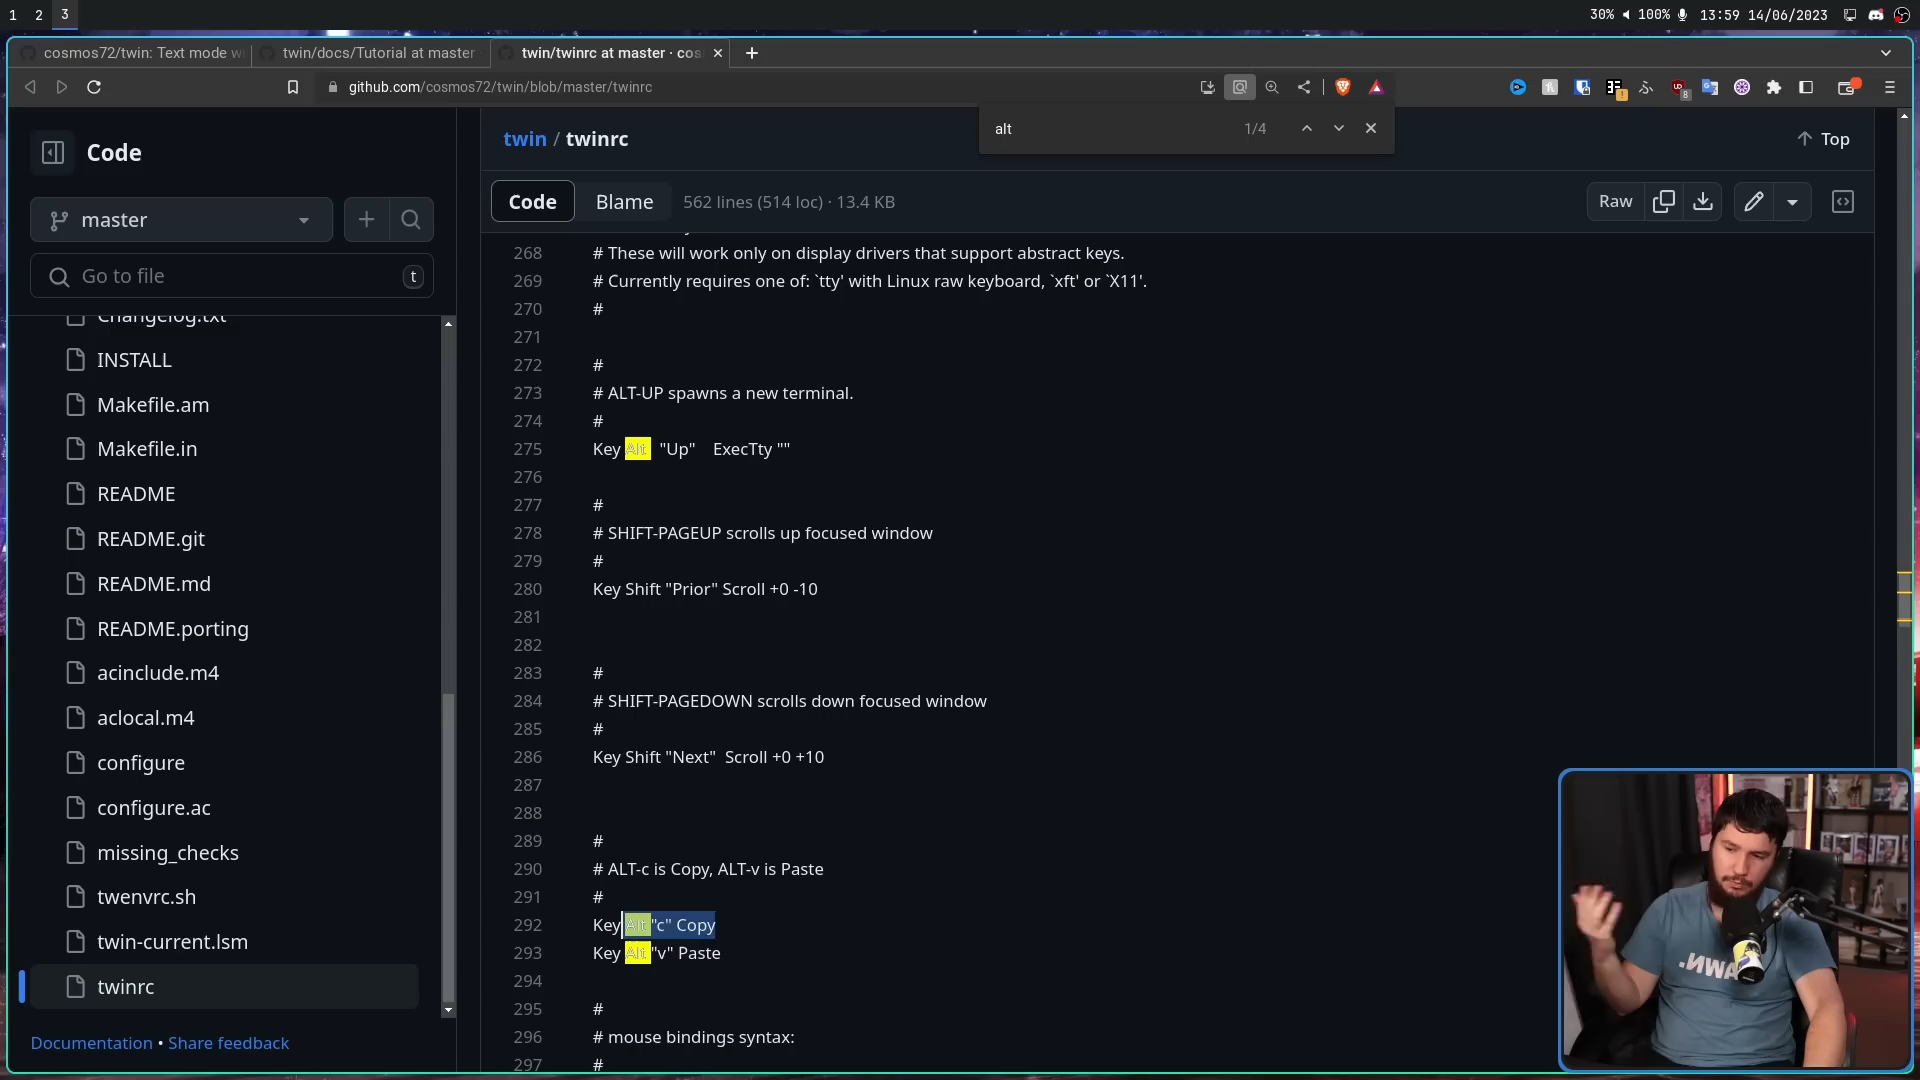 1 2 3
30% 100% 13:59 14/06/2023
cosmos72/twin: Text mode w
twin/docs/Tutorial at master
twin/twinrc at master · cos
github.com/cosmos72/twin/blob/master/twinrc
alt 1/4
Code
twin / twinrc
Top
master
Code Blame 562 lines (514 loc) · 13.4 KB
Raw
Go to file t
Changelog.txt
INSTALL
Makefile.am
Makefile.in
README
README.git
README.md
README.porting
acinclude.m4
aclocal.m4
configure
configure.ac
missing_checks
twenvrc.sh
twin-current.lsm
twinrc
Documentation • Share feedback
268 # These will work only on display drivers that support abstract keys.
269 # Currently requires one of: `tty' with Linux raw keyboard, `xft' or `X11'.
270 #
271
272 #
273 # ALT-UP spawns a new terminal.
274 #
275 Key Alt "Up" ExecTty ""
276
277 #
278 # SHIFT-PAGEUP scrolls up focused window
279 #
280 Key Shift "Prior" Scroll +0 -10
281
282
283 #
284 # SHIFT-PAGEDOWN scrolls down focused window
285 #
286 Key Shift "Next" Scroll +0 +10
287
288
289 #
290 # ALT-c is Copy, ALT-v is Paste
291 #
292 Key Alt "c" Copy
293 Key Alt "v" Paste
294
295 #
296 # mouse bindings syntax:
297 #